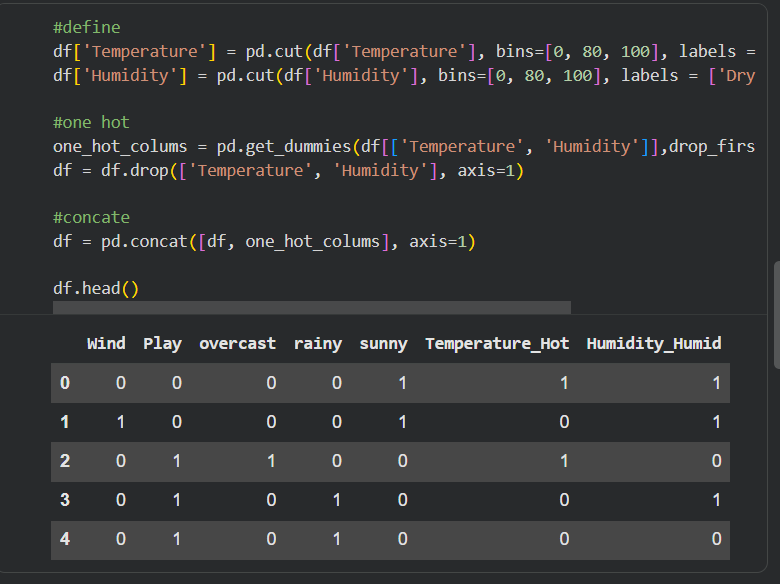 #define
df['Temperature'] = pd.cut(df['Temperature'], bins=[0, 80, 100], labels =
df['Humidity'] = pd.cut(df['Humidity'], bins=[0, 80, 100], labels = ['Dry
#one hot
one_hot_colums = pd.get_dummies(df[['Temperature', 'Humidity']],drop_firs
df = df.drop(['Temperature', 'Humidity'], axis=1)
#concate
df = pd.concat([df, one_hot_colums], axis=1)
df.head()
Wind Play overcast rainy sunny Temperature_Hot Humidity_Humid
0 0 0 0 0 1 1 1
1 1 0 0 0 1 0 1
2 0 1 1 0 0 1 0
3 0 1 0 1 0 0 1
4 0 1 0 1 0 0 0